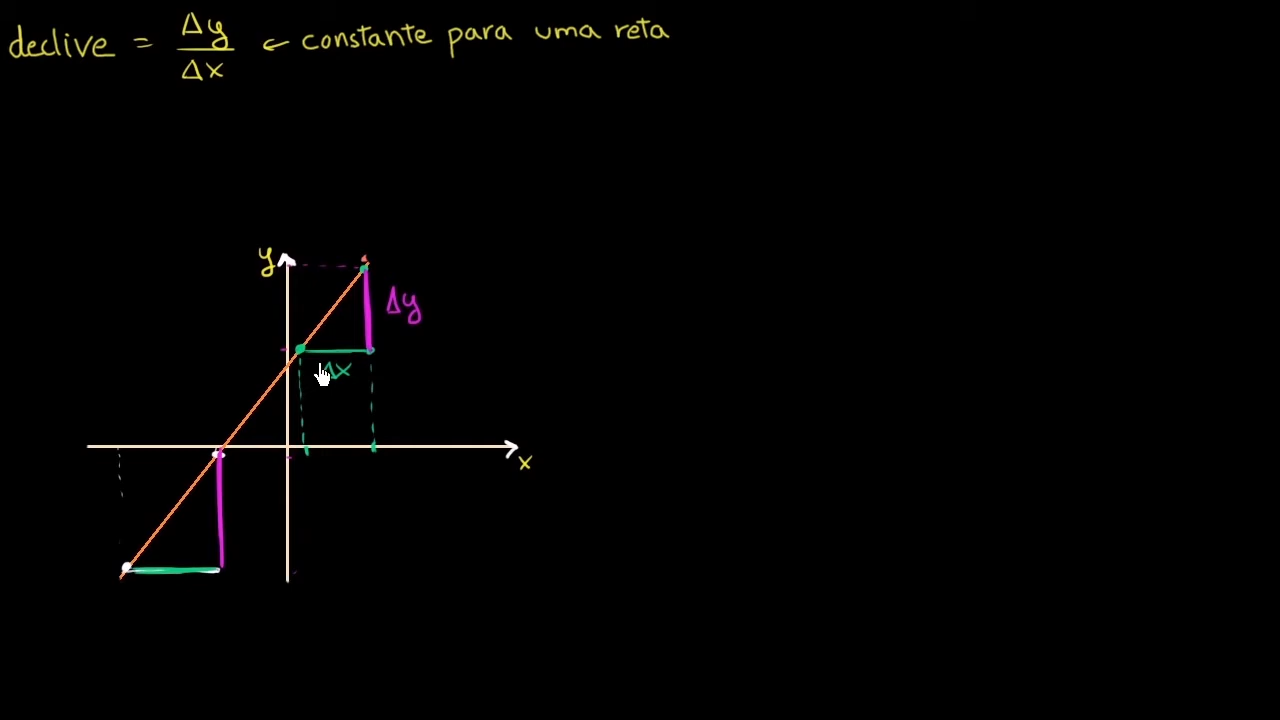 declive = Δy/Δx ← constante para uma reta
y
Δy
Δx
x